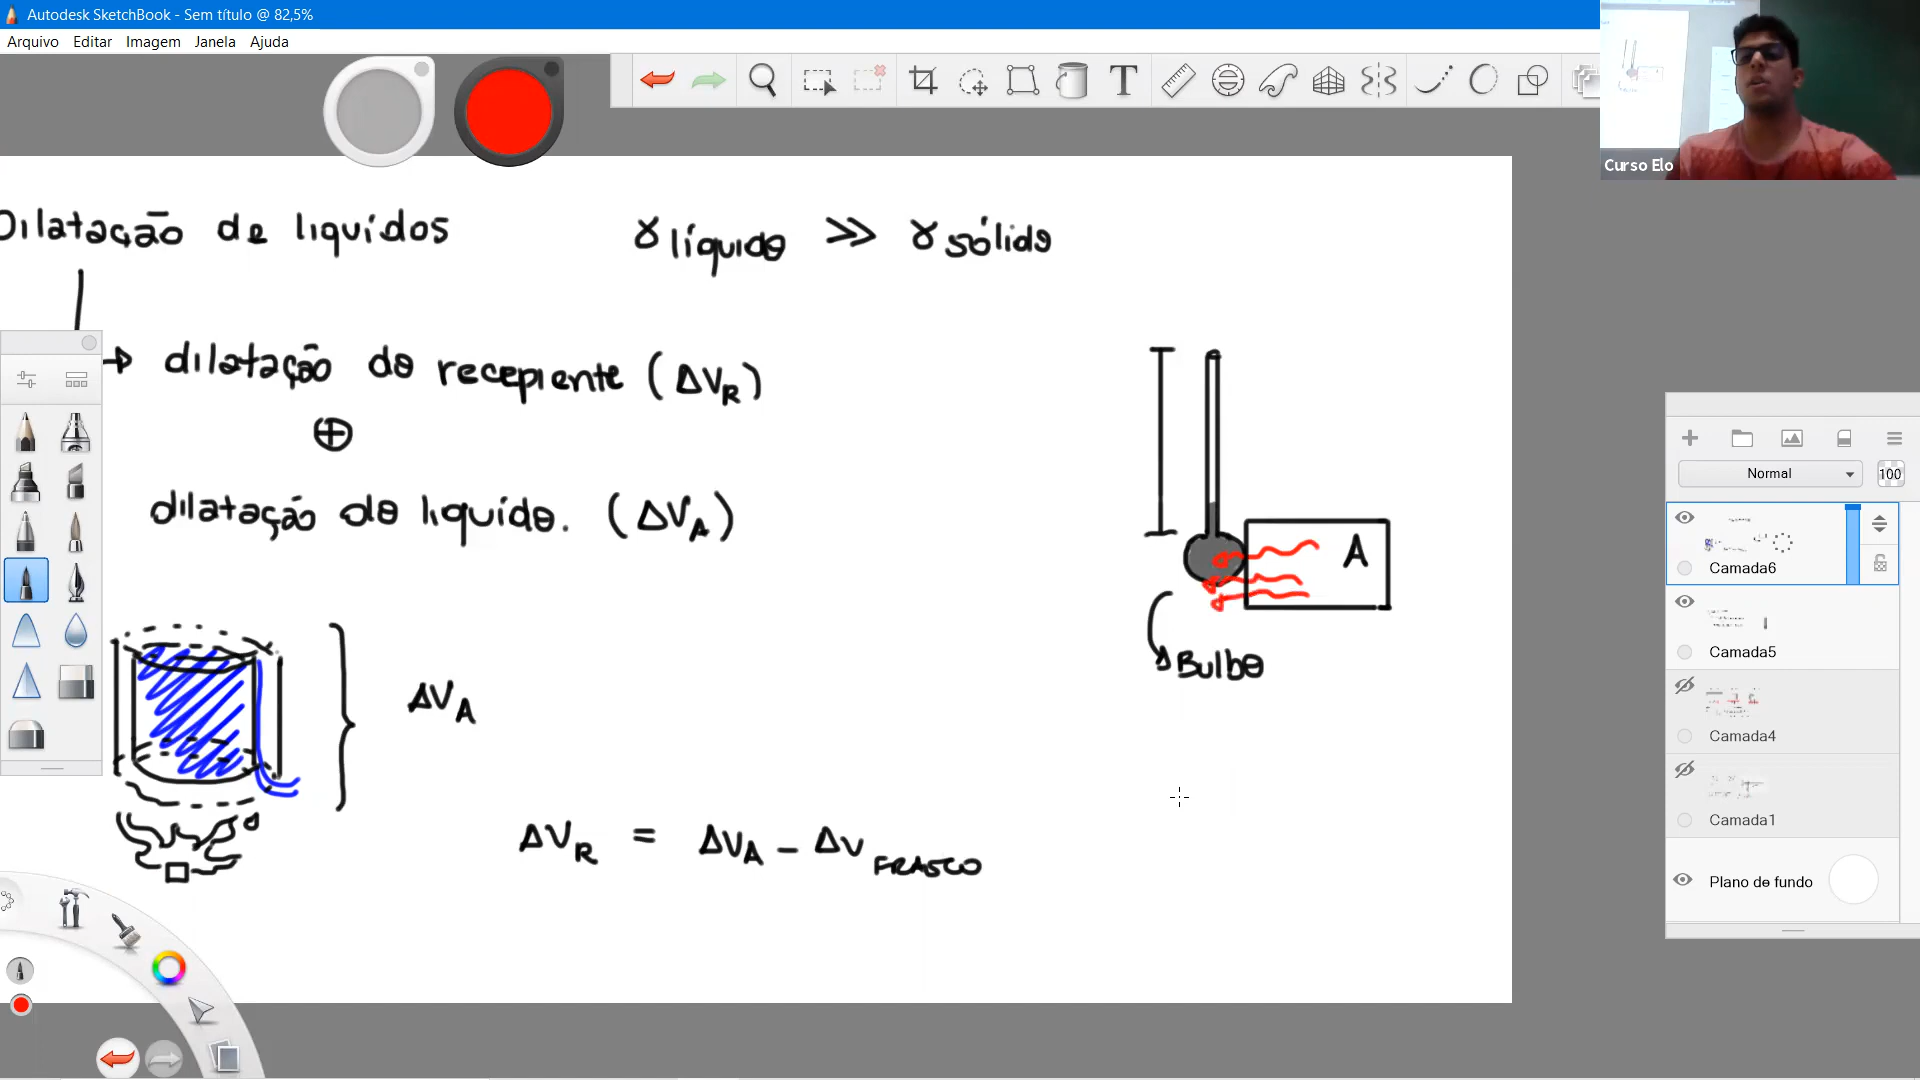 Autodesk SketchBook - Sem título @ 82,5%
Arquivo Editar Imagem Janela Ajuda
T
Curso Elo
Dilatação de líquídos
γ líquido >> γ sólido
→ dilatação do recepiente (ΔVR)
⊕
dilatação do líquido. (ΔVA)
A
Bulbo
ΔVA
ΔVR = ΔVA - ΔV FRASCO
Normal
100
Camada6
Camada5
Camada4
Camada1
Plano de fundo